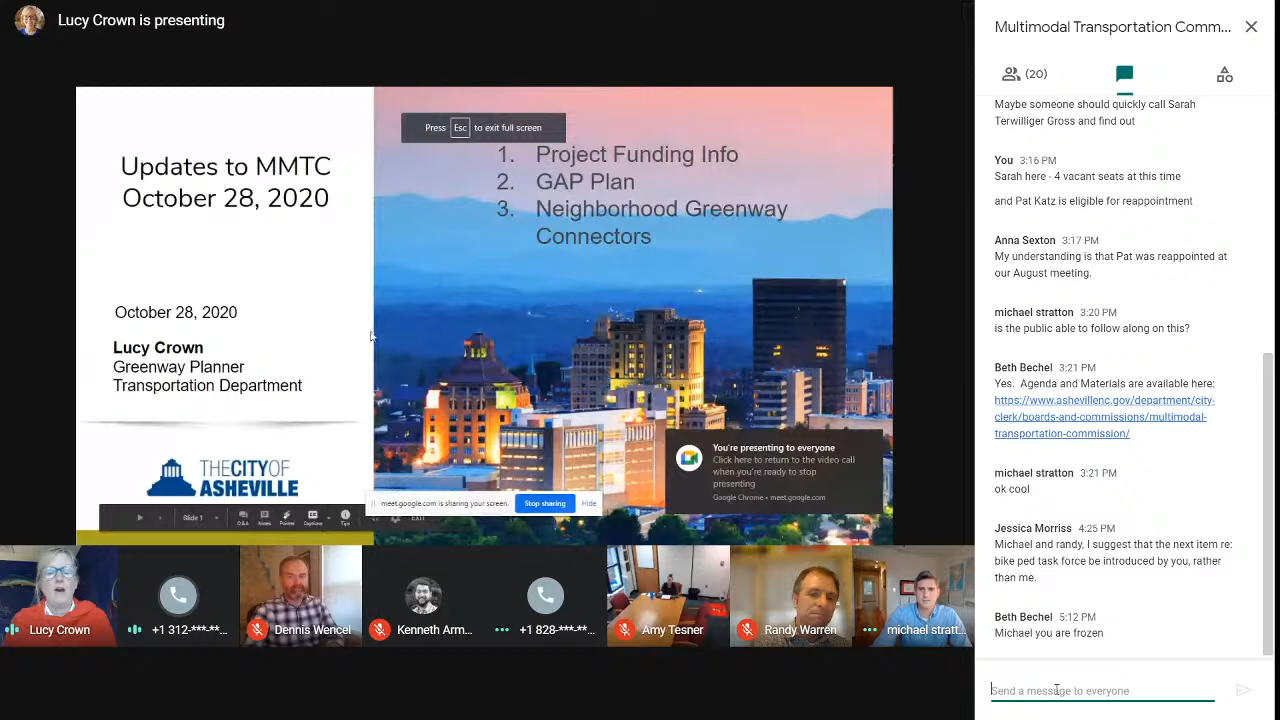 Lucy Crown is presenting
Updates to MMTC
October 28, 2020
October 28, 2020
Lucy Crown
Greenway Planner
Transportation Department
THE CITY OF
ASHEVILLE
Press Esc to exit full screen
1. Project Funding Info
2. GAP Plan
3. Neighborhood Greenway
Connectors
You're presenting to everyone
Click here to return to the video call
when you're ready to stop
presenting
Google Chrome • meet.google.com
meet.google.com is sharing your screen.
Stop sharing
Hide
Slide 1
Q & A
Notes
Pointer
Captions
Tips
EXIT
Lucy Crown
+1 312-***-**...
Dennis Wencel
Kenneth Arm...
+1 828-***-**...
Amy Tesner
Randy Warren
michael stratt...
Multimodal Transportation Comm...
(20)
Maybe someone should quickly call Sarah
Terwilliger Gross and find out
You 3:16 PM
Sarah here - 4 vacant seats at this time
and Pat Katz is eligible for reappointment
Anna Sexton 3:17 PM
My understanding is that Pat was reappointed at
our August meeting.
michael stratton 3:20 PM
is the public able to follow along on this?
Beth Bechel 3:21 PM
Yes. Agenda and Materials are available here:
https://www.ashevillenc.gov/department/city-
clerk/boards-and-commissions/multimodal-
transportation-commission/
michael stratton 3:21 PM
ok cool
Jessica Morriss 4:25 PM
Michael and randy, I suggest that the next item re:
bike ped task force be introduced by you, rather
than me.
Beth Bechel 5:12 PM
Michael you are frozen
Send a message to everyone